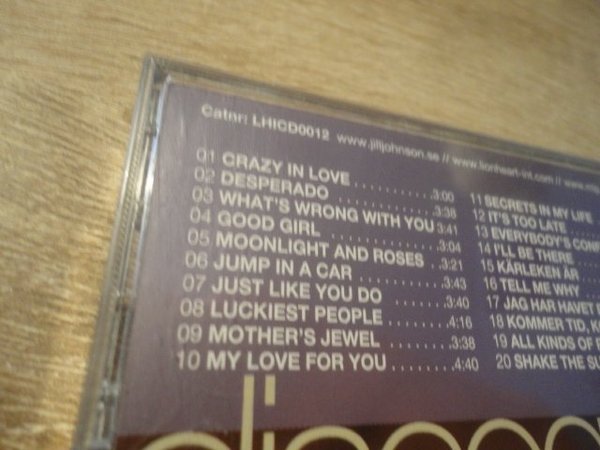 Catnr: LHICD0012 www.jilljohnson.se // www.lionheart-int.com //
01 CRAZY IN LOVE ..........3:00
02 DESPERADO ..........3:38
03 WHAT'S WRONG WITH YOU 3:41
04 GOOD GIRL ..........3:04
05 MOONLIGHT AND ROSES ..3:21
06 JUMP IN A CAR ..........3:43
07 JUST LIKE YOU DO ........3:40
08 LUCKIEST PEOPLE ........4:16
09 MOTHER'S JEWEL ........3:38
10 MY LOVE FOR YOU ........4:40
11 SECRETS IN MY LIFE
12 IT'S TOO LATE
13 EVERYBODY'S
14 I'LL BE THERE
15 KÄRLEKEN ÄR
16 TELL ME WHY
17 JAG HAR HAVET
18 KOMMER TID, K
19 ALL KINDS OF
20 SHAKE THE SU